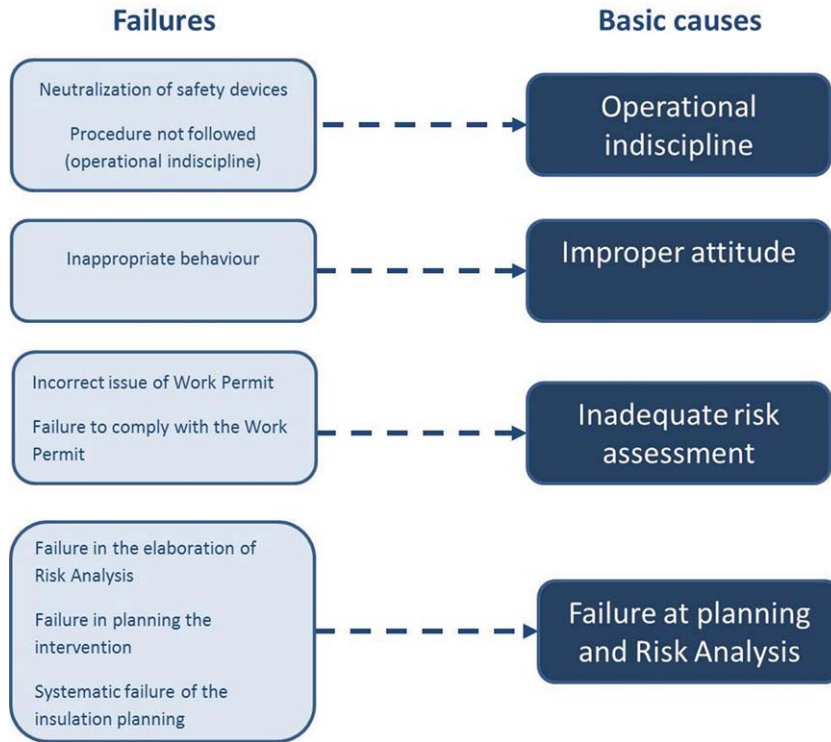 Failures
Basic causes
Neutralization of safety devices
Procedure not followed
(operational indiscipline)
Operational
indiscipline
Inappropriate behaviour
Improper attitude
Incorrect issue of Work Permit
Failure to comply with the Work
Permit
Inadequate risk
assessment
Failure in the elaboration of
Risk Analysis
Failure in planning the
intervention
Systematic failure of the
insulation planning
Failure at planning
and Risk Analysis